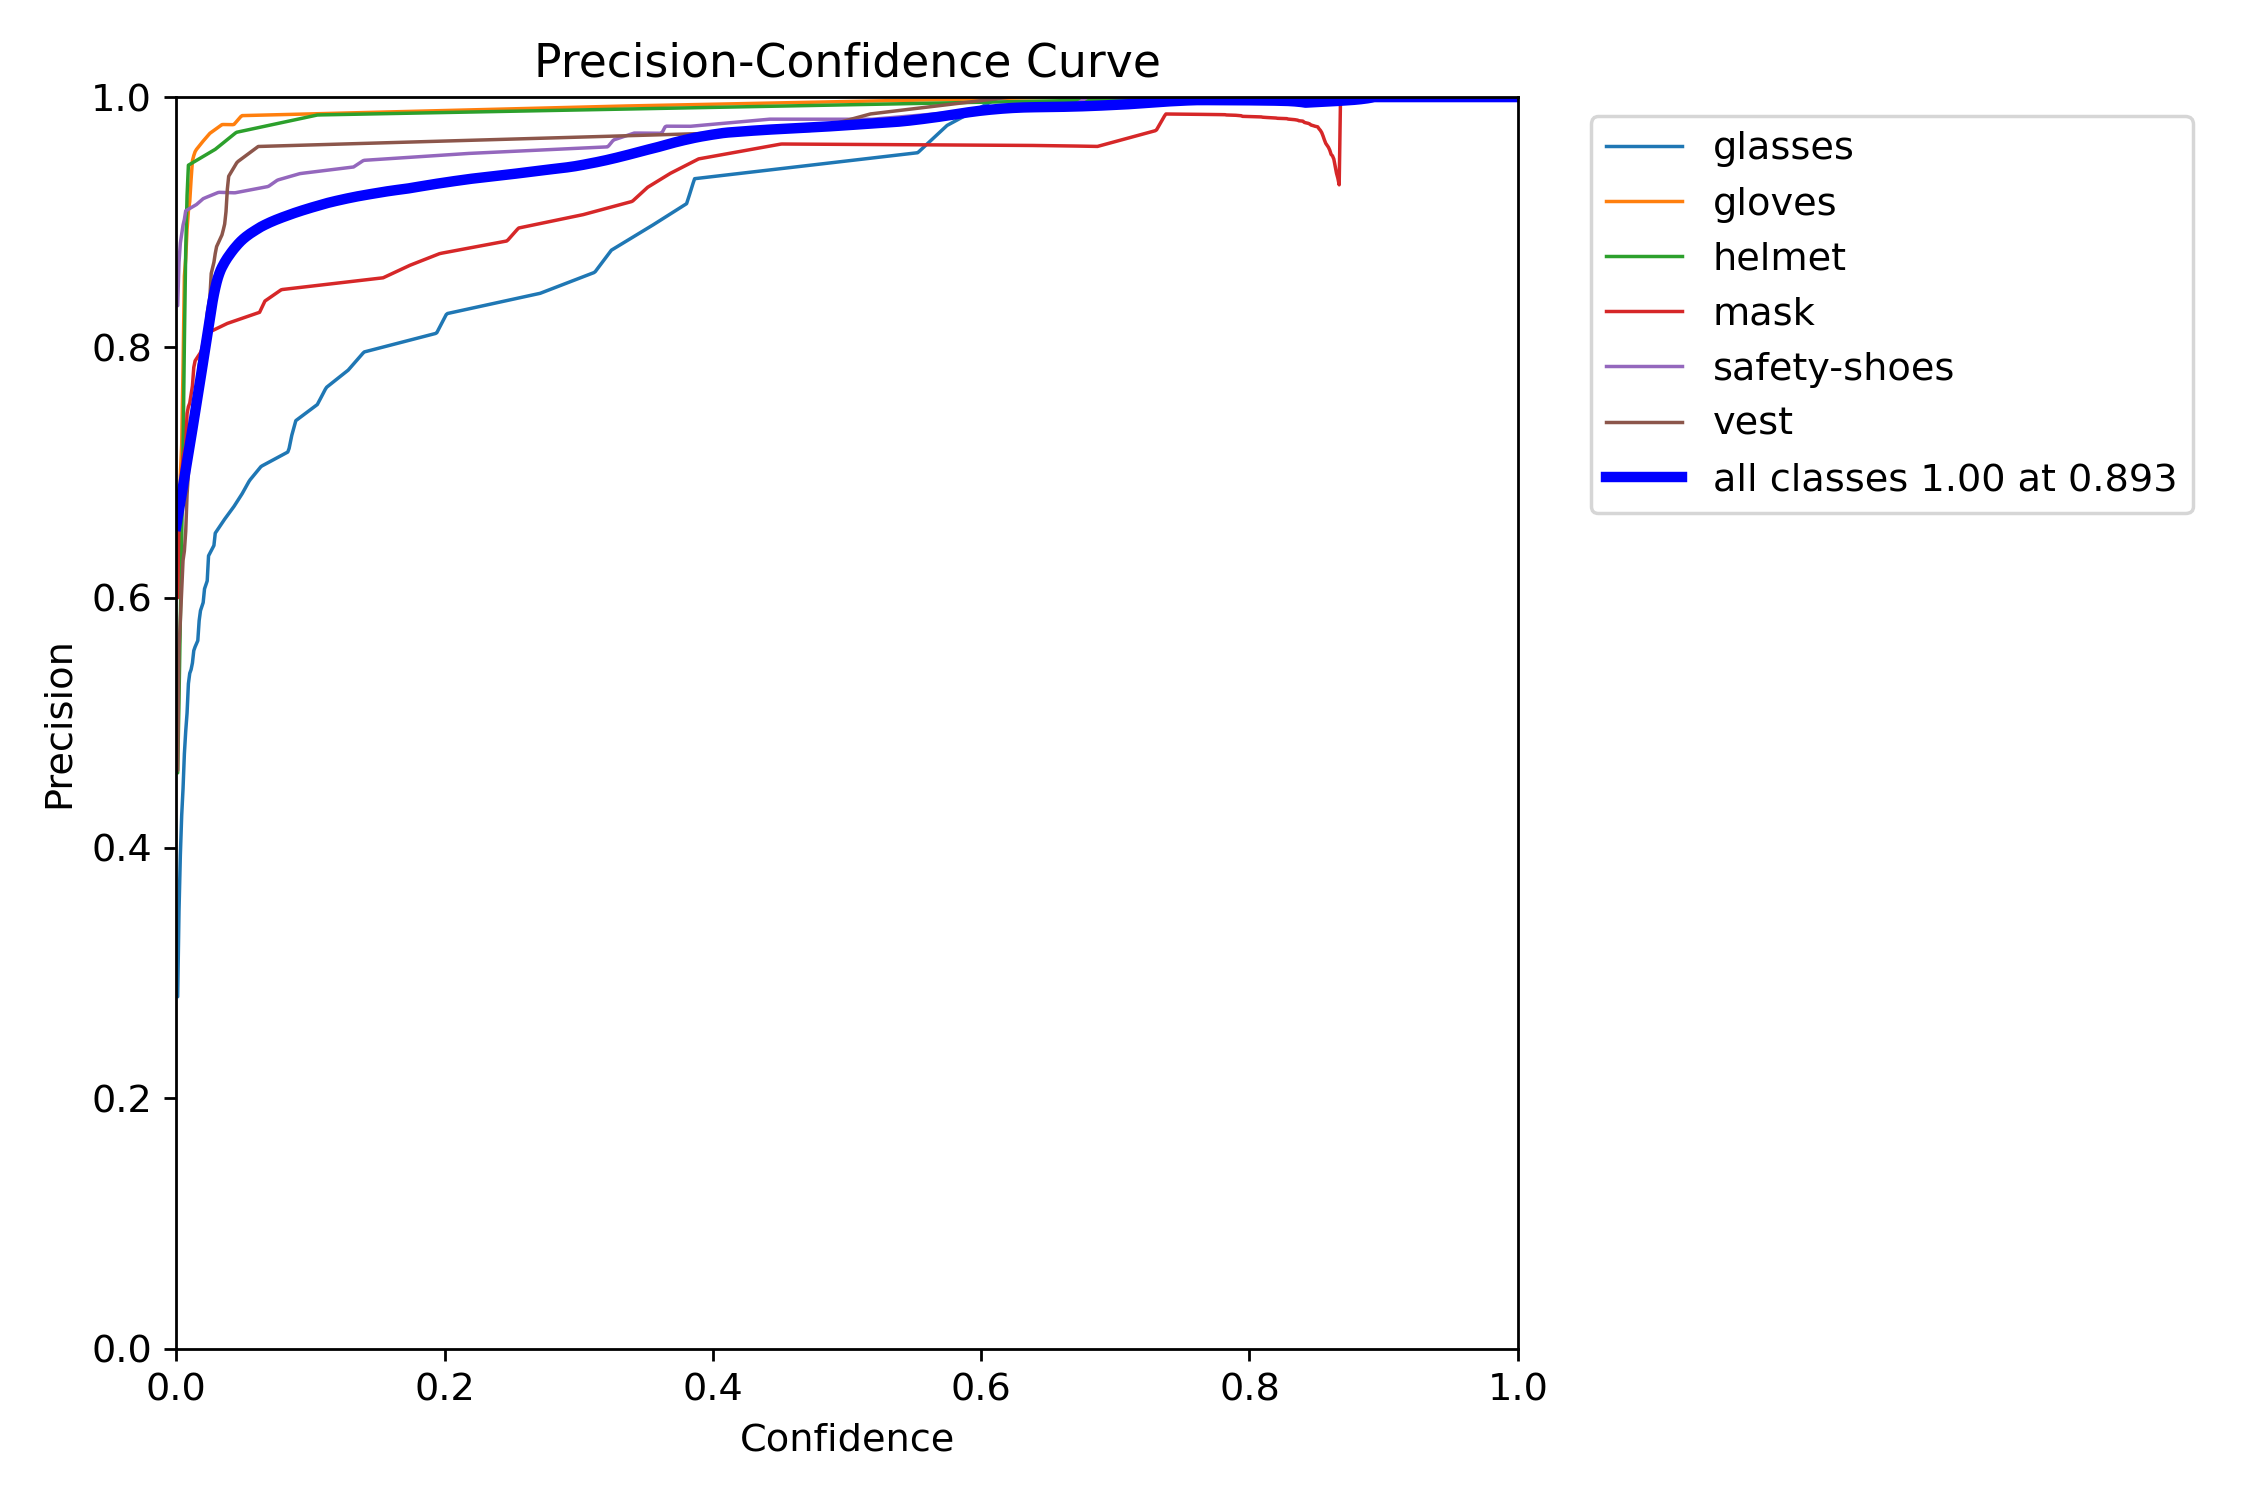 Precision-Confidence Curve
1.0
0.8
0.6
0.4
0.2
0.0
Precision
0.0 0.2 0.4 0.6 0.8 1.0
Confidence
glasses
gloves
helmet
mask
safety-shoes
vest
all classes 1.00 at 0.893